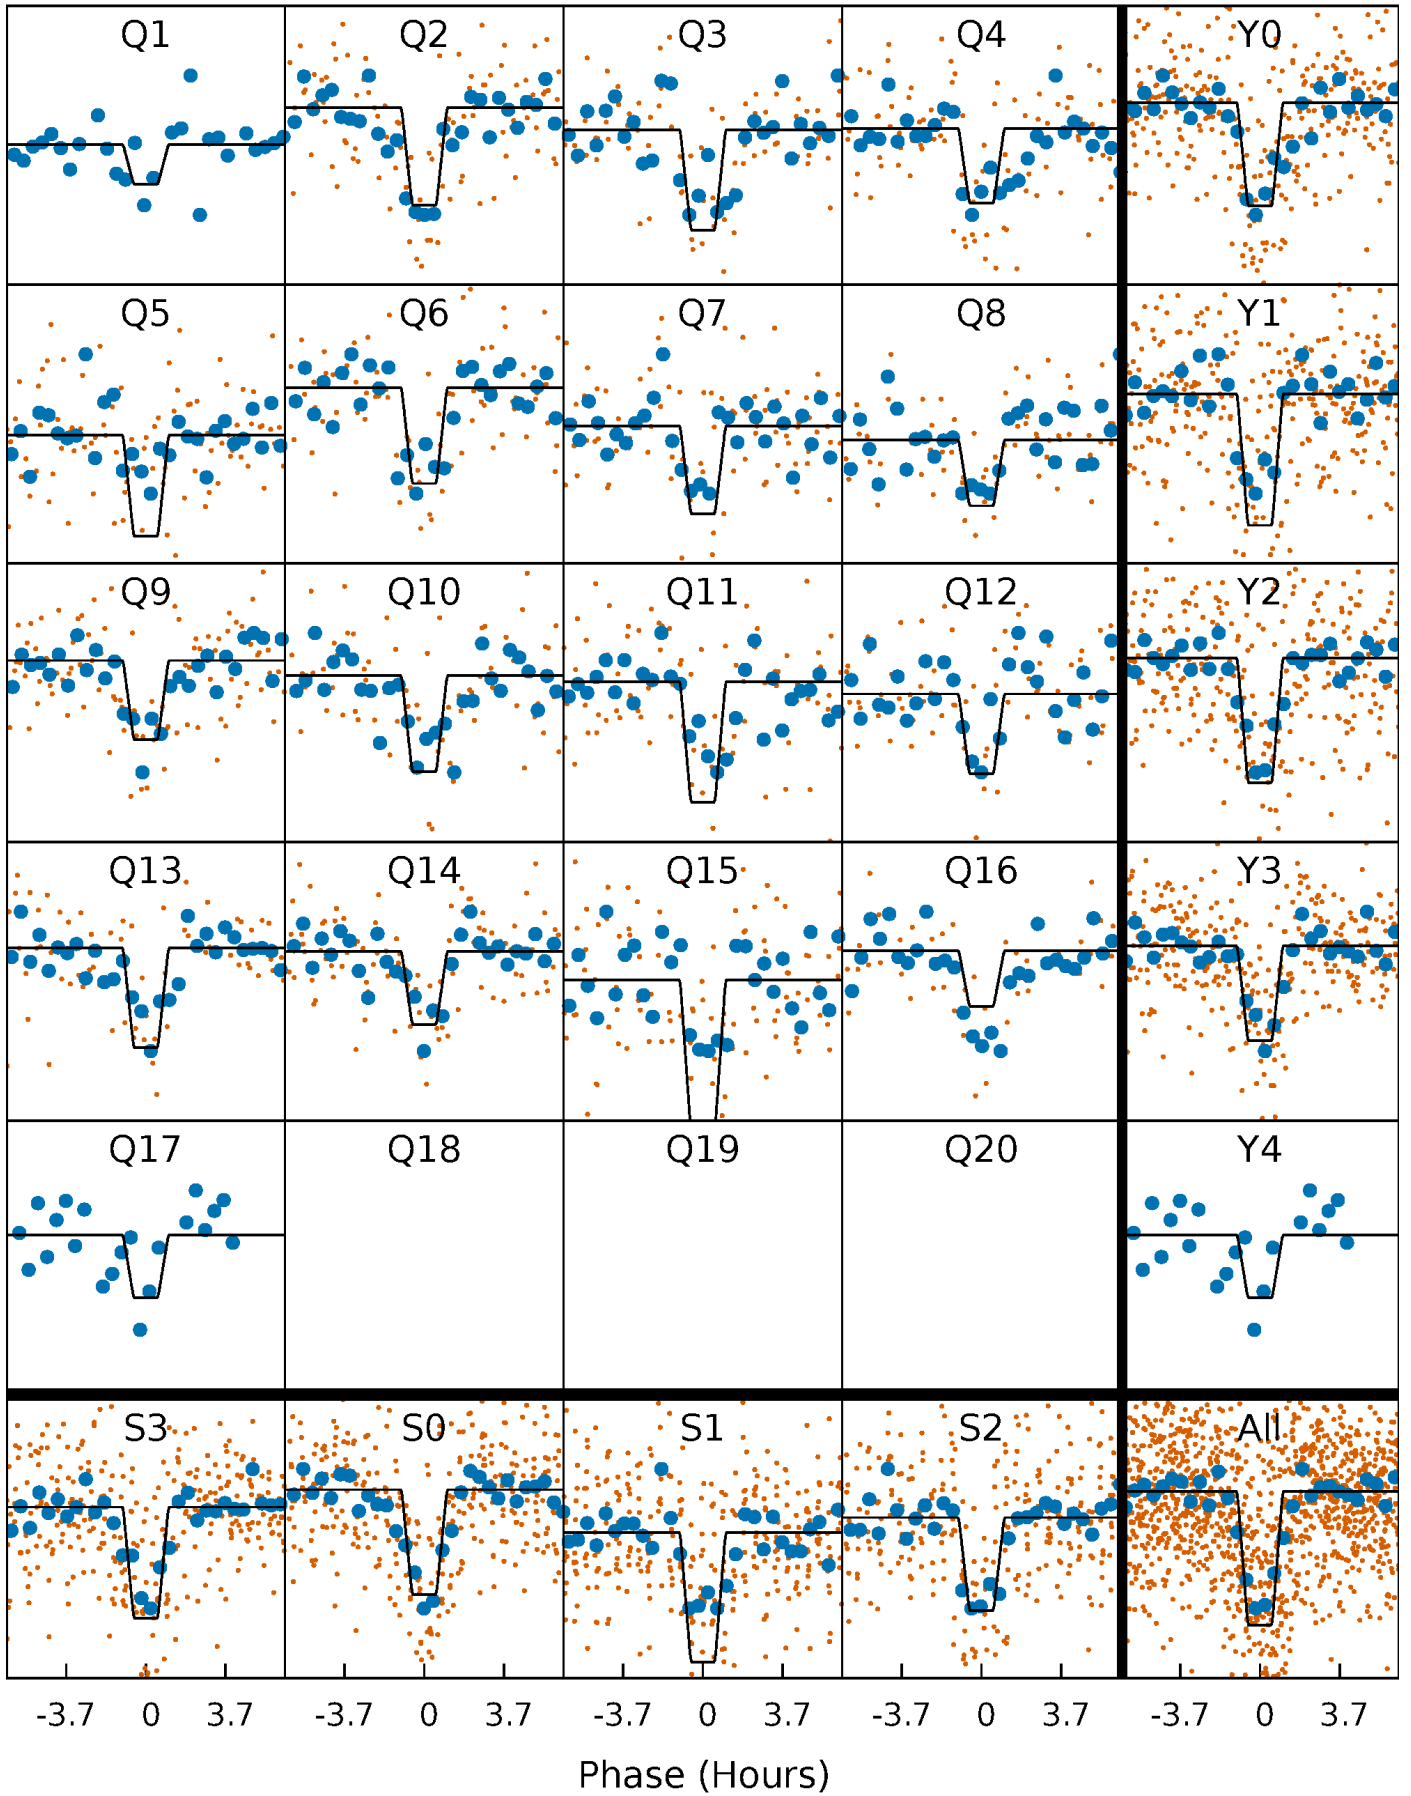 Q1 Q2 Q3 Q4 Y0
Q5 Q6 Q7 Q8 Y1
Q9 Q10 Q11 Q12 Y2
Q13 Q14 Q15 Q16 Y3
Q17 Q18 Q19 Q20 Y4
S3 S0 S1 S2 All
-3.7 0 3.7 -3.7 0 3.7 -3.7 0 3.7 -3.7 0 3.7 -3.7 0 3.7
Phase (Hours)